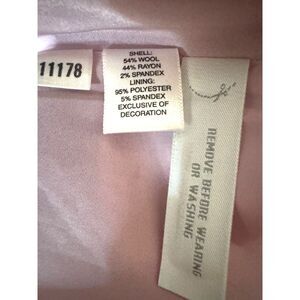 11178
SHELL:
54% WOOL
44% RAYON
2% SPANDEX
LINING:
95% POLYESTER
5% SPANDEX
EXCLUSIVE OF
DECORATION
REMOVE BEFORE WEARING
OR WASHING